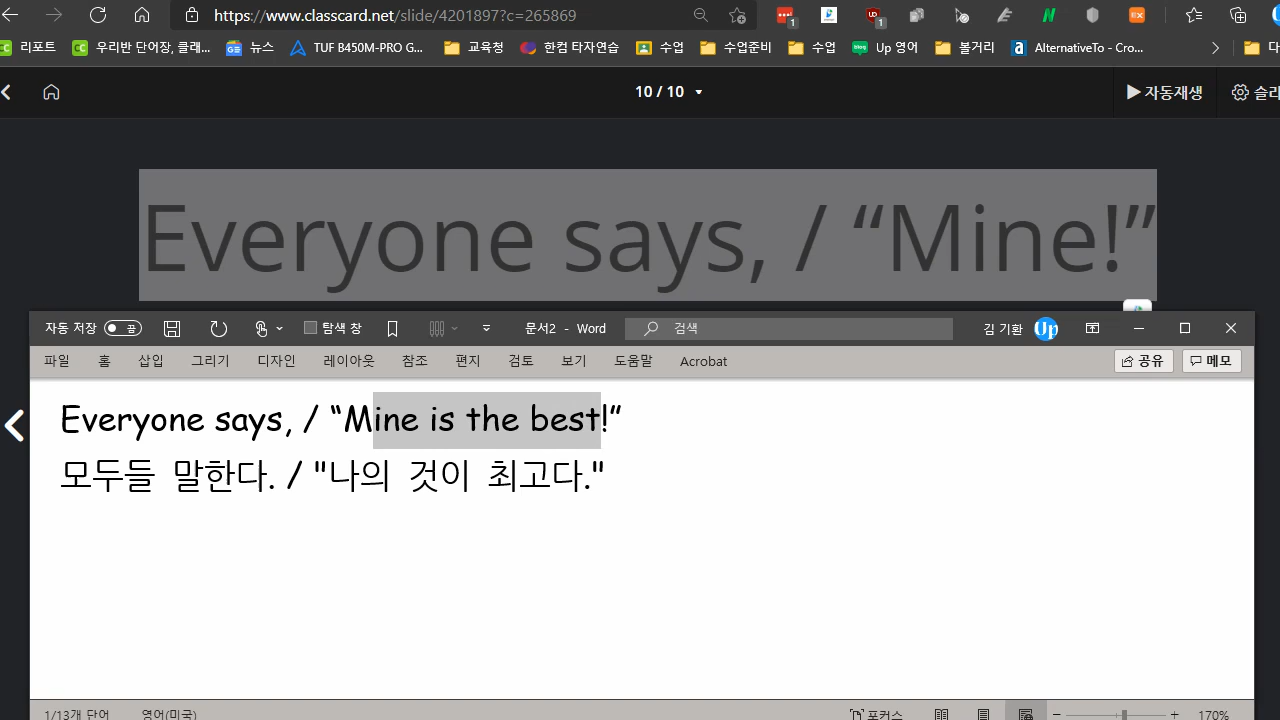 https://www.classcard.net/slide/4201897?c=265869
리포트 우리반 단어장, 클래... 뉴스 TUF B450M-PRO G... 교육청 한컴 타자연습 수업 수업준비 수업 Up 영어 볼거리 AlternativeTo - Cro...
10 / 10 자동재생
Everyone says, / “Mine!”
자동 저장 끔 탐색 창 문서2 - Word 검색 김 기환 Up
파일 홈 삽입 그리기 디자인 레이아웃 참조 편지 검토 보기 도움말 Acrobat 공유 메모
Everyone says, / “Mine is the best!”
모두들 말한다. / "나의 것이 최고다."
1/13개 단어 영어(미국) 포커스 170%